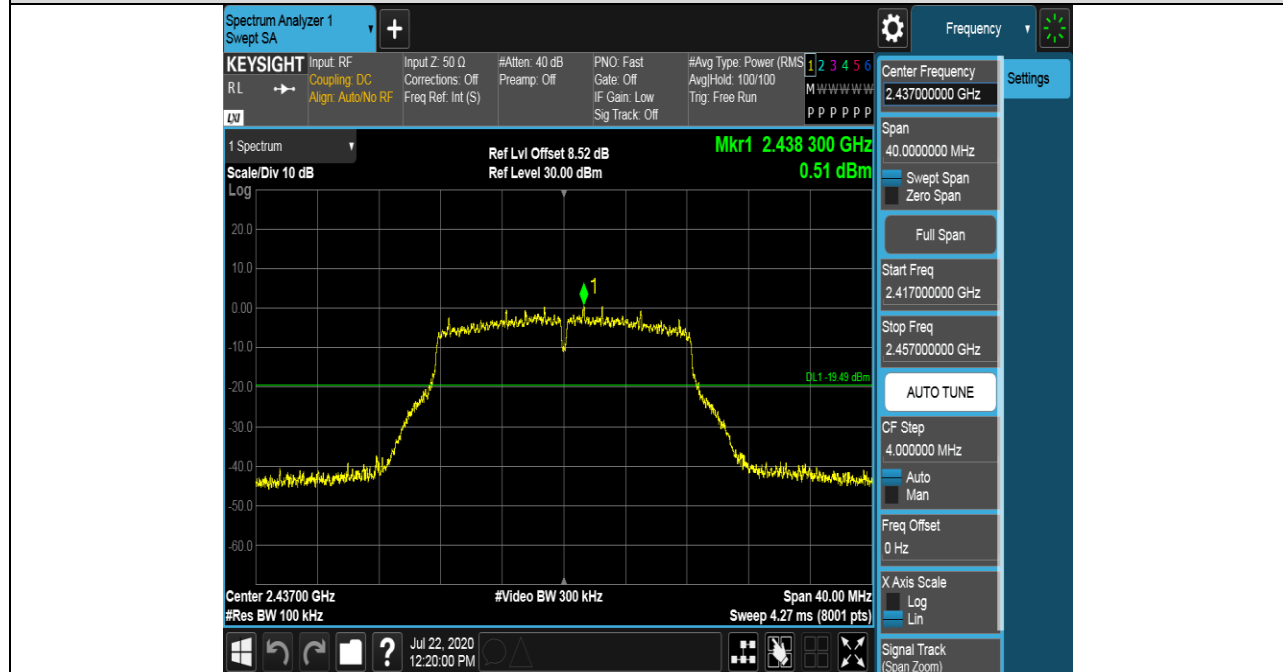 Spectrum Analyzer 1
Swept SA
Frequency
KEYSIGHT
RL
LXI
Input: RF
Coupling: DC
Align: Auto/No RF
Input Z: 50 Ω
Corrections: Off
Freq Ref: Int (S)
#Atten: 40 dB
Preamp: Off
PNO: Fast
Gate: Off
IF Gain: Low
Sig Track: Off
#Avg Type: Power (RMS
Avg|Hold: 100/100
Trig: Free Run
1 2 3 4 5 6
M W W W W W
P P P P P P
1 Spectrum
Scale/Div 10 dB
Log
Ref Lvl Offset 8.52 dB
Ref Level 30.00 dBm
Mkr1 2.438 300 GHz
0.51 dBm
20.0
10.0
0.00
-10.0
-20.0
-30.0
-40.0
-50.0
-60.0
1
DL1 -19.49 dBm
Center 2.43700 GHz
#Res BW 100 kHz
#Video BW 300 kHz
Span 40.00 MHz
Sweep 4.27 ms (8001 pts)
Jul 22, 2020
12:20:00 PM
Center Frequency
2.437000000 GHz
Span
40.0000000 MHz
Swept Span
Zero Span
Full Span
Start Freq
2.417000000 GHz
Stop Freq
2.457000000 GHz
AUTO TUNE
CF Step
4.000000 MHz
Auto
Man
Freq Offset
0 Hz
X Axis Scale
Log
Lin
Signal Track
(Span Zoom)
Settings